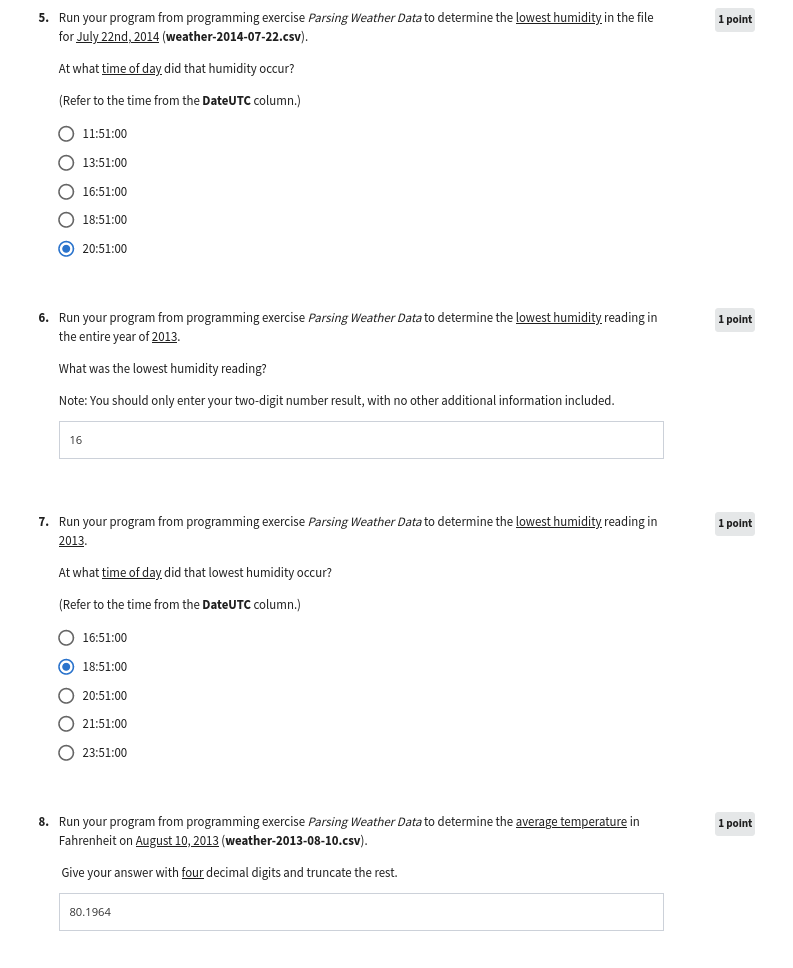 5. Run your program from programming exercise Parsing Weather Data to determine the lowest humidity in the file 1 point
for July 22nd, 2014 (weather-2014-07-22.csv).
At what time of day did that humidity occur?
(Refer to the time from the DateUTC column.)
11:51:00
13:51:00
16:51:00
18:51:00
20:51:00
6. Run your program from programming exercise Parsing Weather Data to determine the lowest humidity reading in 1 point
the entire year of 2013.
What was the lowest humidity reading?
Note: You should only enter your two-digit number result, with no other additional information included.
16
7. Run your program from programming exercise Parsing Weather Data to determine the lowest humidity reading in 1 point
2013.
At what time of day did that lowest humidity occur?
(Refer to the time from the DateUTC column.)
16:51:00
18:51:00
20:51:00
21:51:00
23:51:00
8. Run your program from programming exercise Parsing Weather Data to determine the average temperature in 1 point
Fahrenheit on August 10, 2013 (weather-2013-08-10.csv).
Give your answer with four decimal digits and truncate the rest.
80.1964